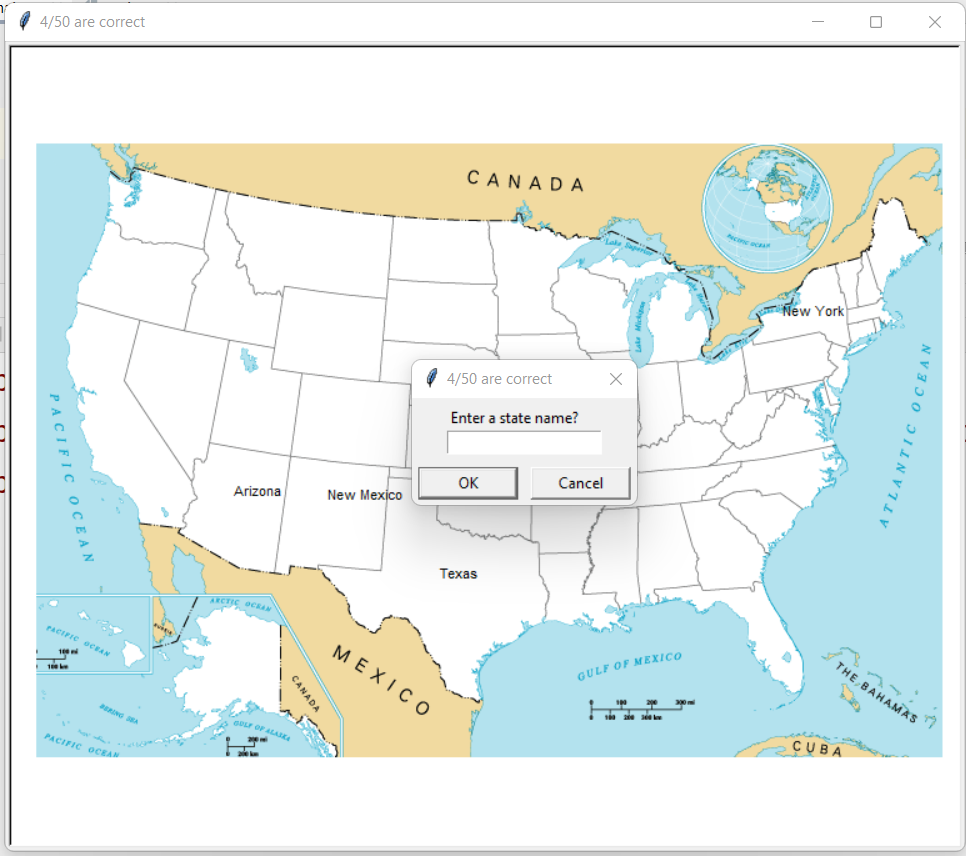 4/50 are correct
CANADA
PACIFIC OCEAN
Lake Superior
Lake Michigan
New York
4/50 are correct
Enter a state name?
OK
Cancel
PACIFIC OCEAN
ATLANTIC OCEAN
Arizona
New Mexico
Texas
ARCTIC OCEAN
PACIFIC OCEAN
100 mi
100 km
MEXICO
CANADA
GULF OF MEXICO
0 100 200 300 mi
0 100 200 300 km
THE BAHAMAS
BERING SEA
GULF OF ALASKA
PACIFIC OCEAN
0 200 mi
0 200 km
CUBA